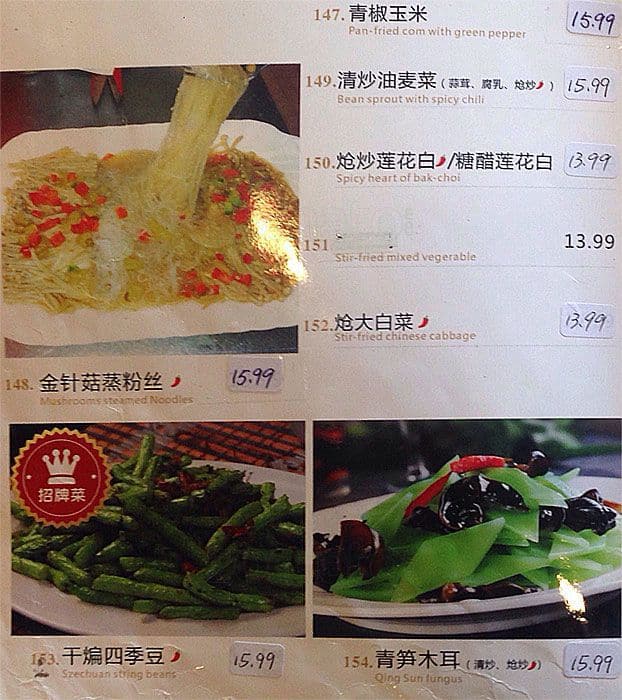 147. 青椒玉米 15.99
Pan-fried corn with green pepper
149. 清炒油麦菜 (蒜茸、腐乳、炝炒) 15.99
Bean sprout with spicy chili
150. 炝炒莲花白/糖醋莲花白 13.99
Spicy heart of bak-choi
151 13.99
Stir-fried mixed vegerable
152. 炝大白菜 13.99
Stir-fried chinese cabbage
148. 金针菇蒸粉丝 15.99
Mushrooms steamed Noodles
招牌菜
153. 干煸四季豆 15.99
Szechuan string beans
154. 青笋木耳 (清炒、炝炒) 15.99
Qing Sun fungus